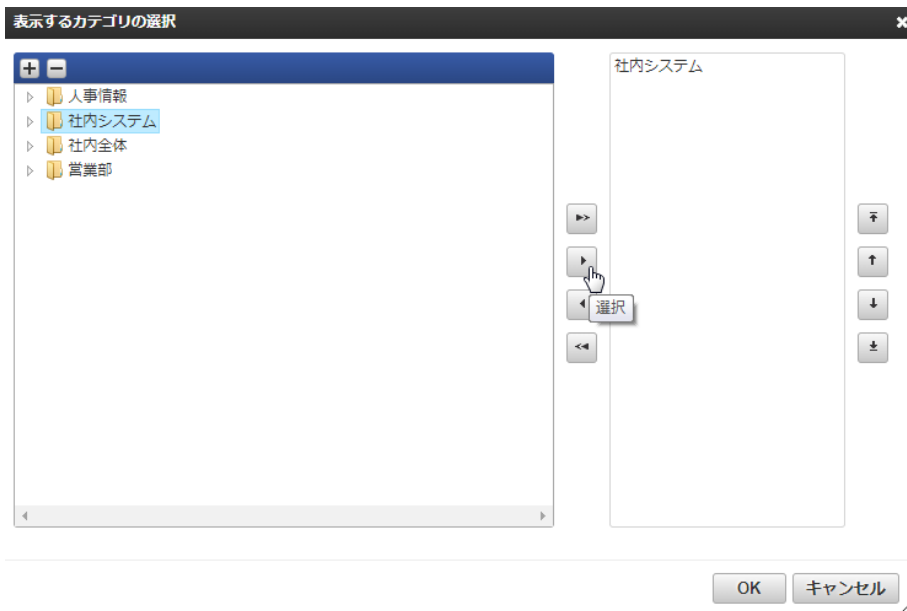 表示するカテゴリの選択
人事情報
社内システム
社内全体
営業部
社内システム
選択
OK
キャンセル